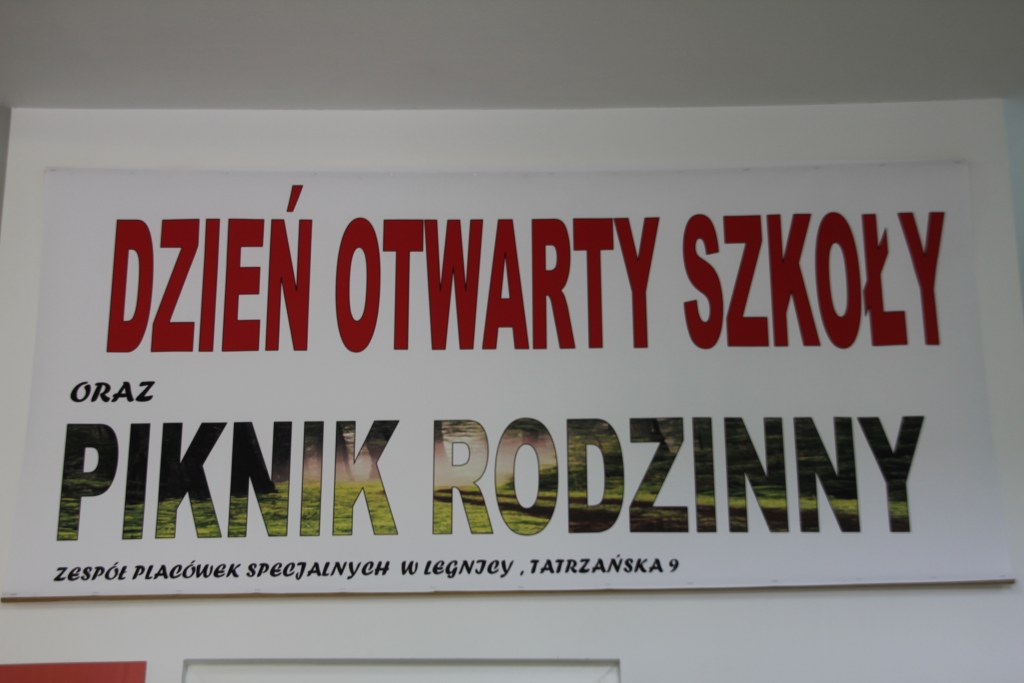 DZIEŃ OTWARTY SZKOŁY
ORAZ
PIKNIK RODZINNY
ZESPÓŁ PLACÓWEK SPECJALNYCH W LEGNICY , TATRZAŃSKA 9